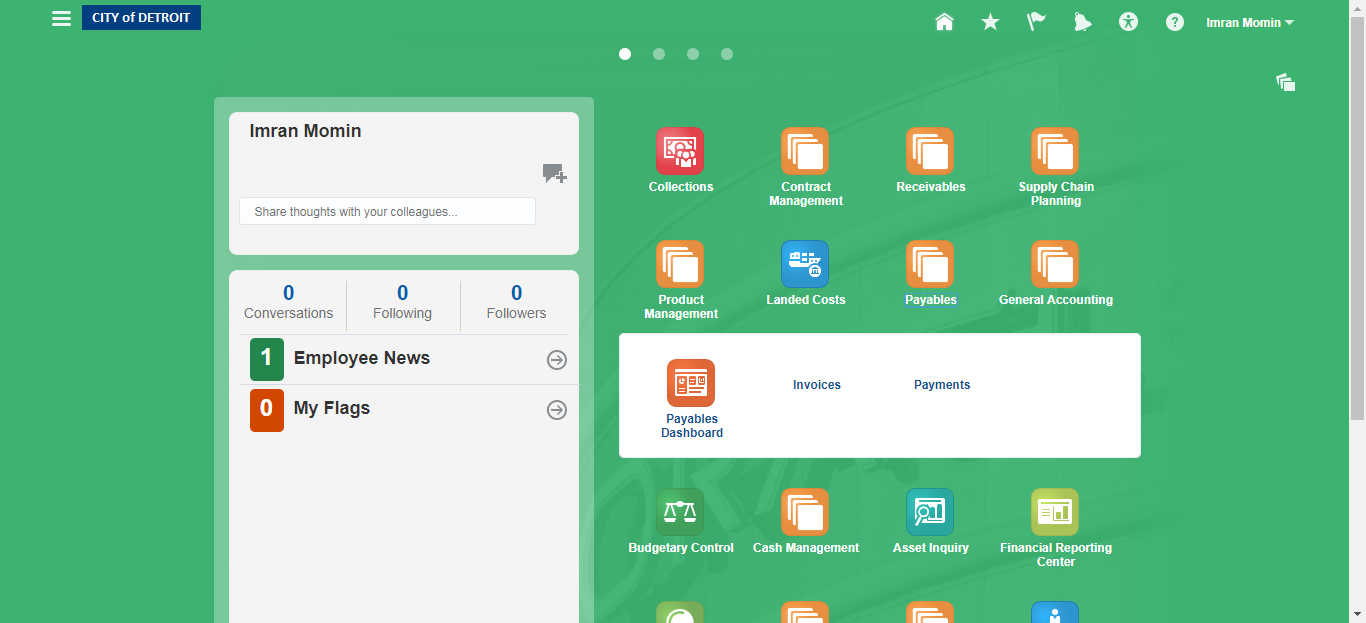 CITY of DETROIT
Imran Momin
Imran Momin
Share thoughts with your colleagues...
0
Conversations
0
Following
0
Followers
1
Employee News
0
My Flags
Collections
Contract
Management
Receivables
Supply Chain
Planning
Product
Management
Landed Costs
Payables
General Accounting
Payables
Dashboard
Invoices
Payments
Budgetary Control
Cash Management
Asset Inquiry
Financial Reporting
Center